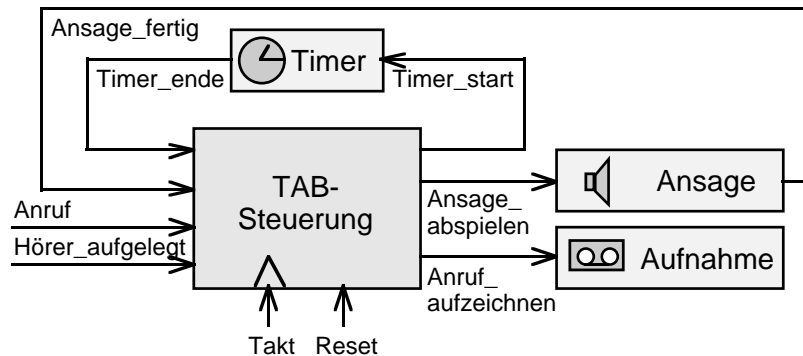 Ansage_fertig
Timer
Timer_ende
Timer_start
TAB-
Steuerung
Ansage
Anruf
Ansage_
abspielen
Hörer_aufgelegt
Aufnahme
Anruf_
aufzeichnen
Takt
Reset